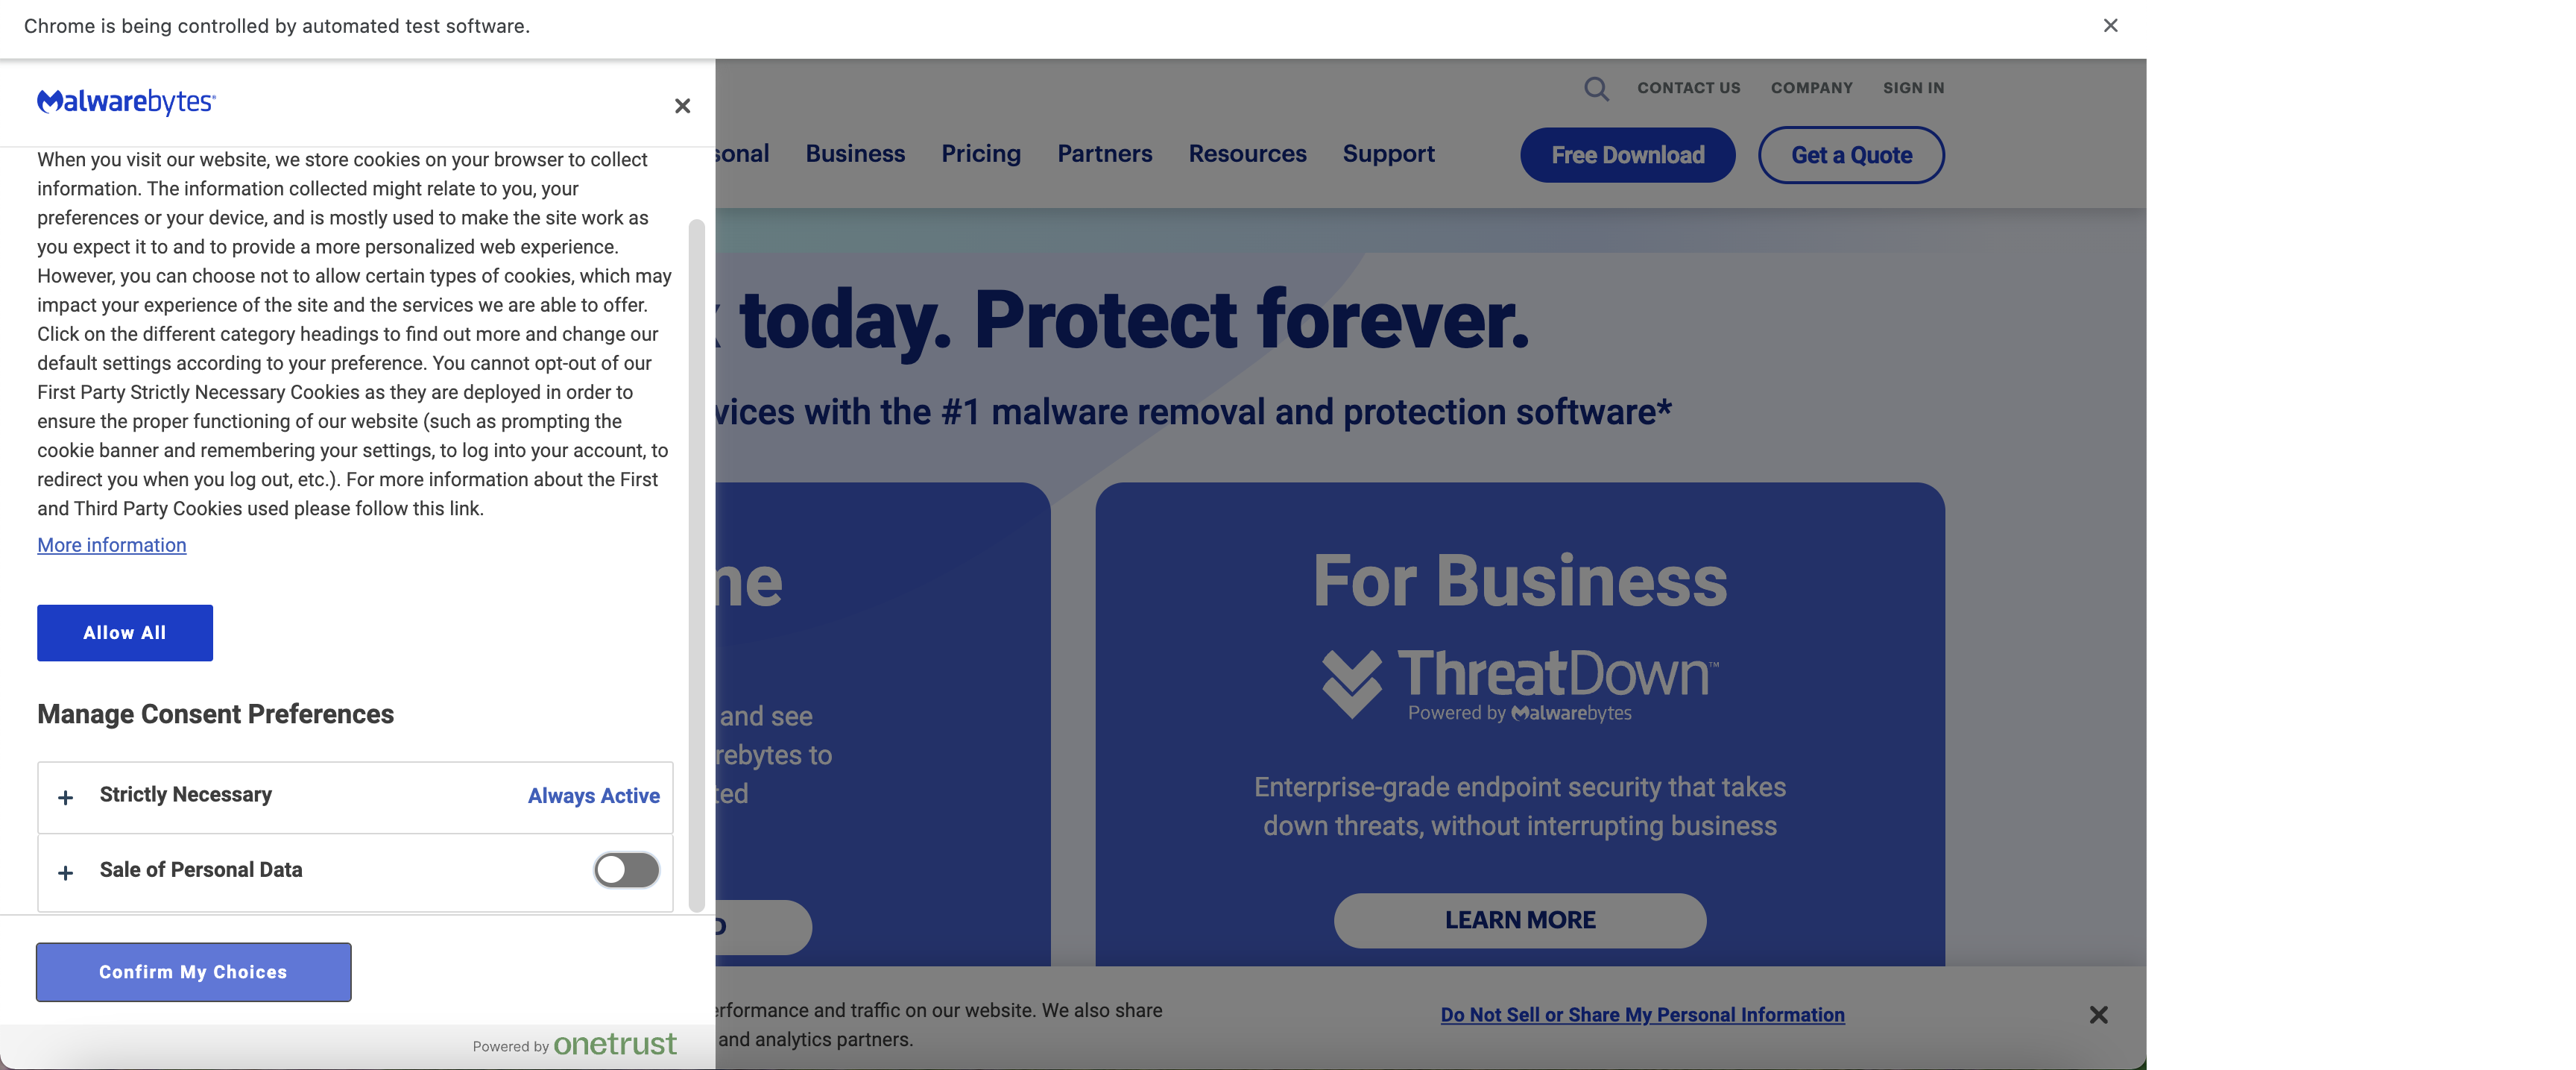 Chrome is being controlled by automated test software.
Malwarebytes
When you visit our website, we store cookies on your browser to collect
information. The information collected might relate to you, your
preferences or your device, and is mostly used to make the site work as
you expect it to and to provide a more personalized web experience.
However, you can choose not to allow certain types of cookies, which may
impact your experience of the site and the services we are able to offer.
Click on the different category headings to find out more and change our
default settings according to your preference. You cannot opt-out of our
First Party Strictly Necessary Cookies as they are deployed in order to
ensure the proper functioning of our website (such as prompting the
cookie banner and remembering your settings, to log into your account, to
redirect you when you log out, etc.). For more information about the First
and Third Party Cookies used please follow this link.
More information
Allow All
Manage Consent Preferences
Strictly Necessary
Always Active
Sale of Personal Data
Confirm My Choices
Powered by onetrust
CONTACT US COMPANY SIGN IN
sonal Business Pricing Partners Resources Support
Free Download
Get a Quote
today. Protect forever.
vices with the #1 malware removal and protection software*
me
and see
rebytes to
ted
For Business
ThreatDown™
Powered by Malwarebytes
Enterprise-grade endpoint security that takes
down threats, without interrupting business
LEARN MORE
erformance and traffic on our website. We also share
and analytics partners.
Do Not Sell or Share My Personal Information